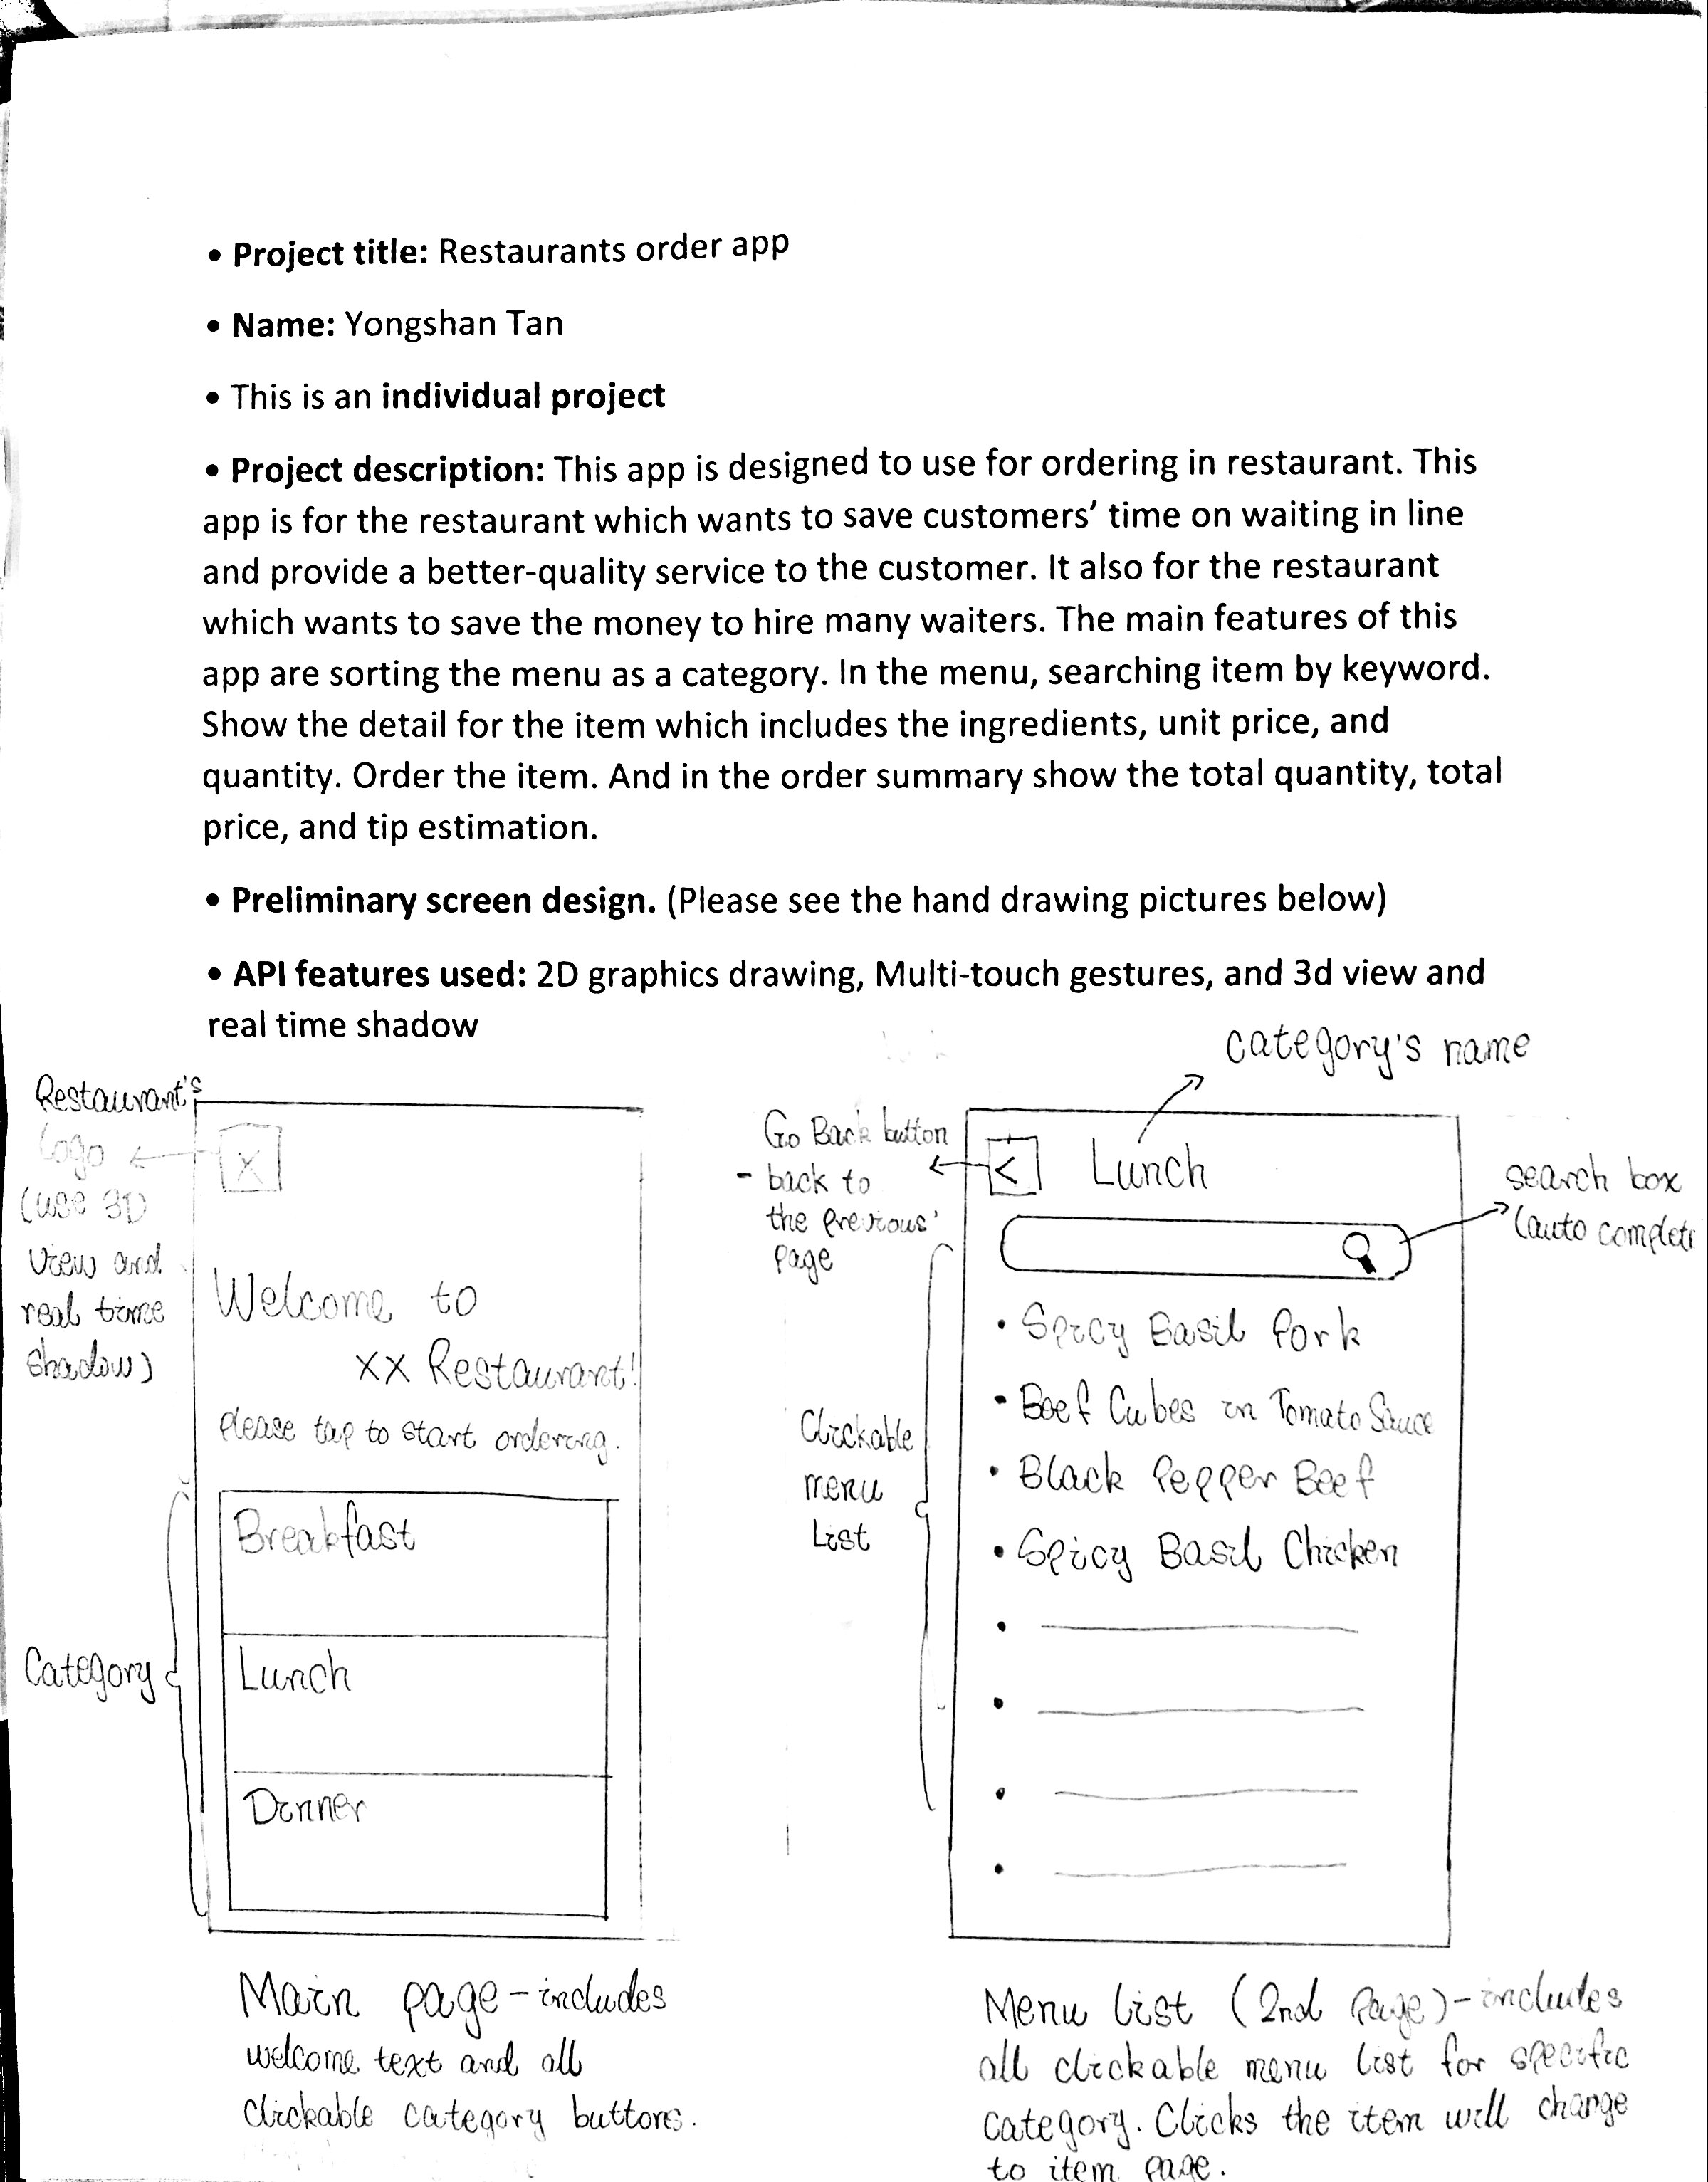 • Project title: Restaurants order app
• Name: Yongshan Tan
• This is an individual project
• Project description: This app is designed to use for ordering in restaurant. This
app is for the restaurant which wants to save customers' time on waiting in line
and provide a better-quality service to the customer. It also for the restaurant
which wants to save the money to hire many waiters. The main features of this
app are sorting the menu as a category. In the menu, searching item by keyword.
Show the detail for the item which includes the ingredients, unit price, and
quantity. Order the item. And in the order summary show the total quantity, total
price, and tip estimation.
• Preliminary screen design. (Please see the hand drawing pictures below)
• API features used: 2D graphics drawing, Multi-touch gestures, and 3d view and
real time shadow
Restaurant's
Logo
(use 3D
View and
real time
shadow)
X
Welcome to
XX Restaurant!
please tap to start ordering.
Category
Breakfast
Lunch
Dinner
Main page - includes
welcome text and all
clickable category buttons.
category's name
Go Back button
- back to
the previous'
page
<
Lunch
search box
(auto complete
Clickable
menu
List
• Spicy Basil Pork
• Beef Cubes in Tomato Sauce
• Black Pepper Beef
• Spicy Basil Chicken
Menu list (2nd Page) - includes
all clickable menu list for specific
category. Clicks the item will change
to item page.